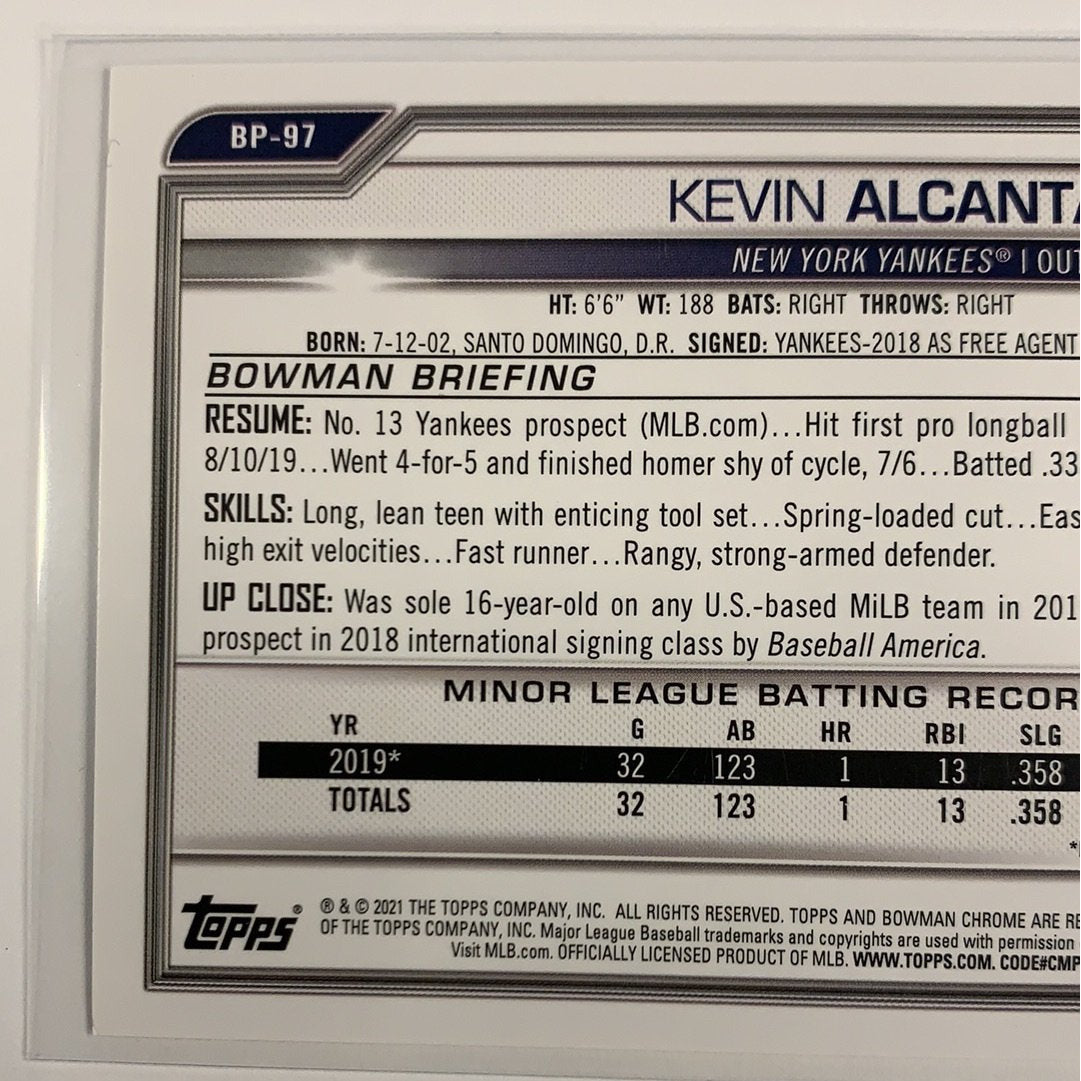 BP-97
KEVIN ALCANTA
NEW YORK YANKEES® | OUT
HT: 6'6" WT: 188 BATS: RIGHT THROWS: RIGHT
BORN: 7-12-02, SANTO DOMINGO, D.R. SIGNED: YANKEES-2018 AS FREE AGENT
BOWMAN BRIEFING
RESUME: No. 13 Yankees prospect (MLB.com)...Hit first pro longball
8/10/19...Went 4-for-5 and finished homer shy of cycle, 7/6...Batted .33
SKILLS: Long, lean teen with enticing tool set...Spring-loaded cut...Eas
high exit velocities...Fast runner...Rangy, strong-armed defender.
UP CLOSE: Was sole 16-year-old on any U.S.-based MiLB team in 201
prospect in 2018 international signing class by Baseball America.
MINOR LEAGUE BATTING RECOR
YR G AB HR RBI SLG
2019* 32 123 1 13 .358
TOTALS 32 123 1 13 .358
Topps®
® & © 2021 THE TOPPS COMPANY, INC. ALL RIGHTS RESERVED. TOPPS AND BOWMAN CHROME ARE RE
OF THE TOPPS COMPANY, INC. Major League Baseball trademarks and copyrights are used with permission
Visit MLB.com. OFFICIALLY LICENSED PRODUCT OF MLB. WWW.TOPPS.COM. CODE#CMP